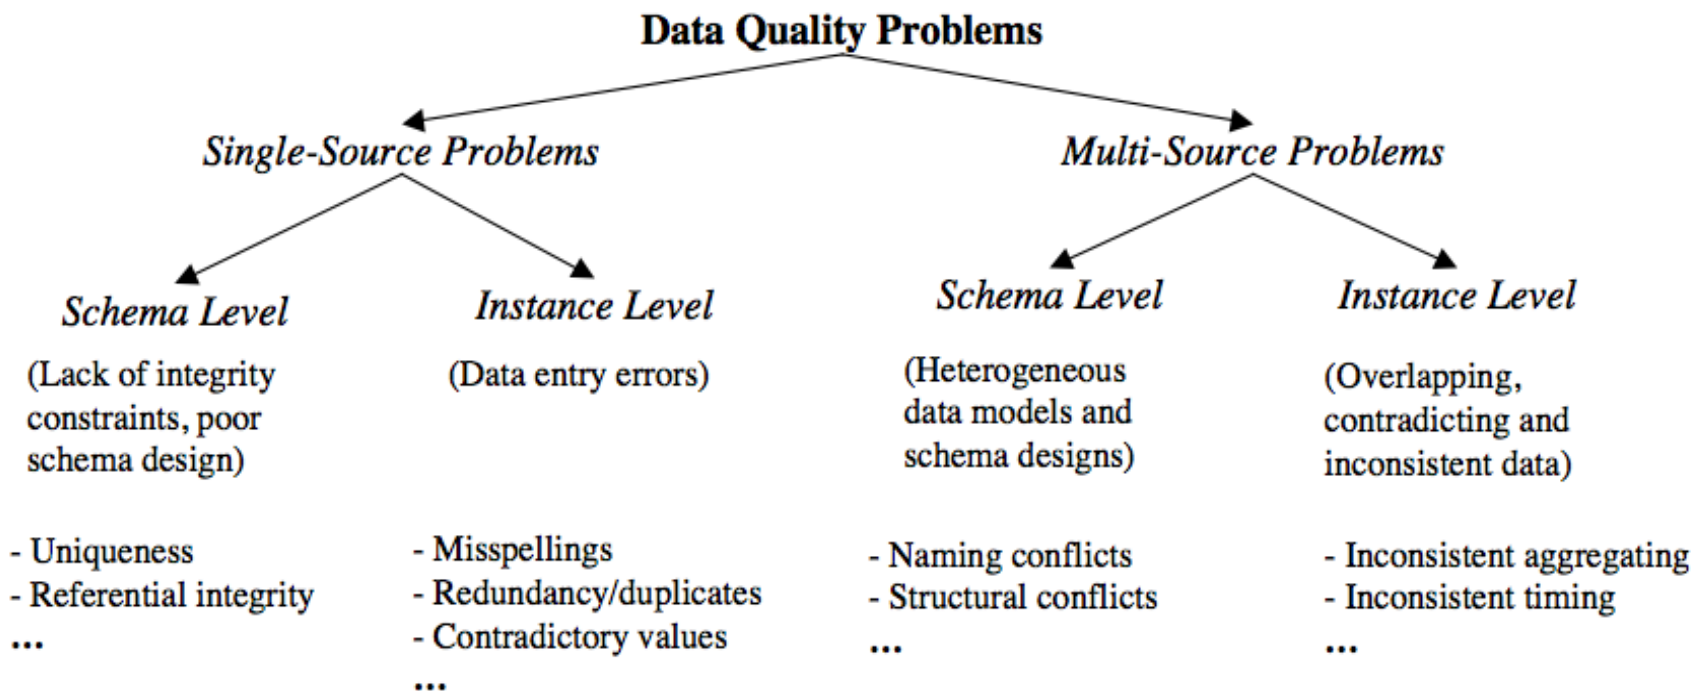 Data Quality Problems
Single-Source Problems
Multi-Source Problems
Schema Level
(Lack of integrity
constraints, poor
schema design)
- Uniqueness
- Referential integrity
...
Instance Level
(Data entry errors)
- Misspellings
- Redundancy/duplicates
- Contradictory values
...
Schema Level
(Heterogeneous
data models and
schema designs)
- Naming conflicts
- Structural conflicts
...
Instance Level
(Overlapping,
contradicting and
inconsistent data)
- Inconsistent aggregating
- Inconsistent timing
...